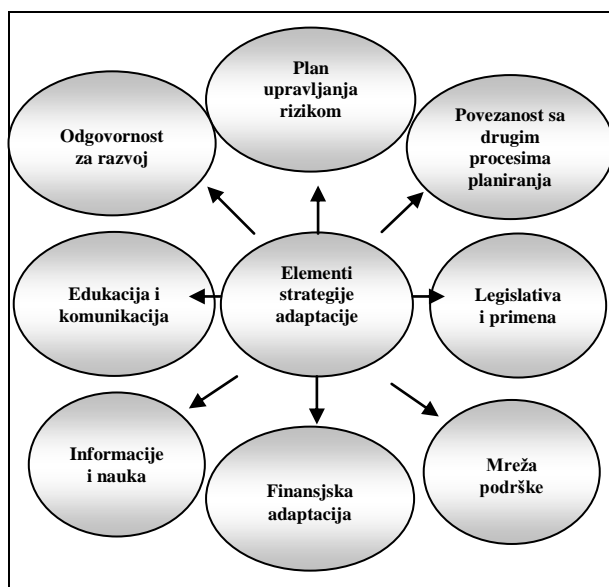 Plan
upravljanja
rizikom
Odgovornost
za razvoj
Povezanost sa
drugim
procesima
planiranja
Edukacija i
komunikacija
Elementi
strategije
adaptacije
Legislativa
i primena
Informacije
i nauka
Finansjska
adaptacija
Mreža
podrške